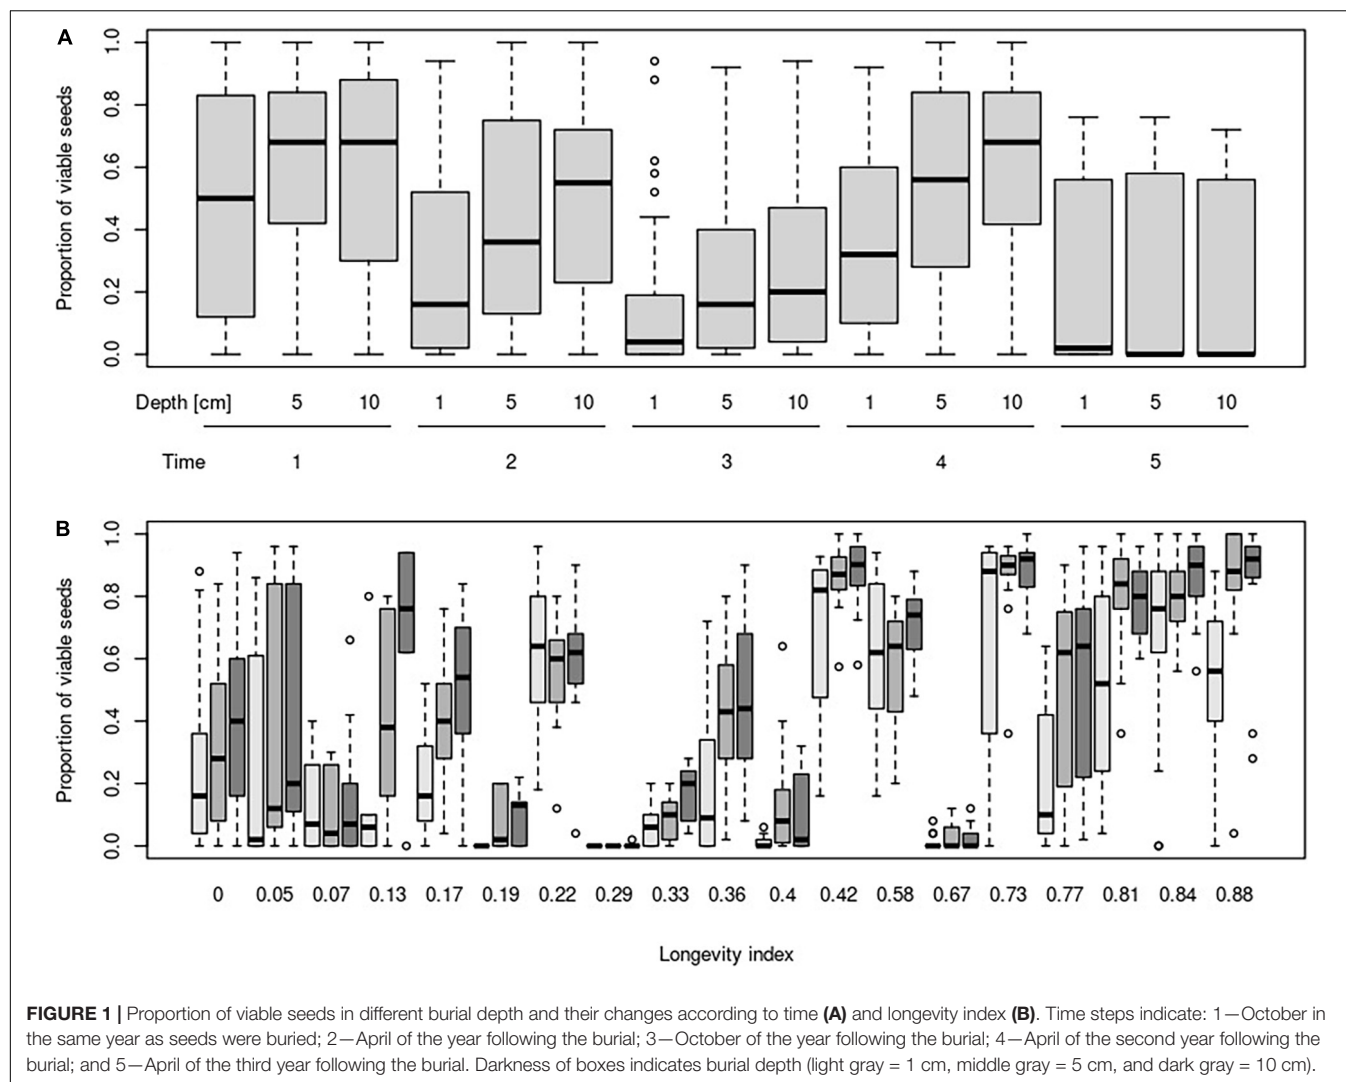 A
Proportion of viable seeds
1.0
0.8
0.6
0.4
0.2
0.0
Depth [cm] 5 10 1 5 10 1 5 10 1 5 10 1 5 10
Time 1 2 3 4 5
B
Proportion of viable seeds
1.0
0.8
0.6
0.4
0.2
0.0
0 0.05 0.07 0.13 0.17 0.19 0.22 0.29 0.33 0.36 0.4 0.42 0.58 0.67 0.73 0.77 0.81 0.84 0.88
Longevity index
FIGURE 1 | Proportion of viable seeds in different burial depth and their changes according to time (A) and longevity index (B). Time steps indicate: 1—October in
the same year as seeds were buried; 2—April of the year following the burial; 3—October of the year following the burial; 4—April of the second year following the
burial; and 5—April of the third year following the burial. Darkness of boxes indicates burial depth (light gray = 1 cm, middle gray = 5 cm, and dark gray = 10 cm).